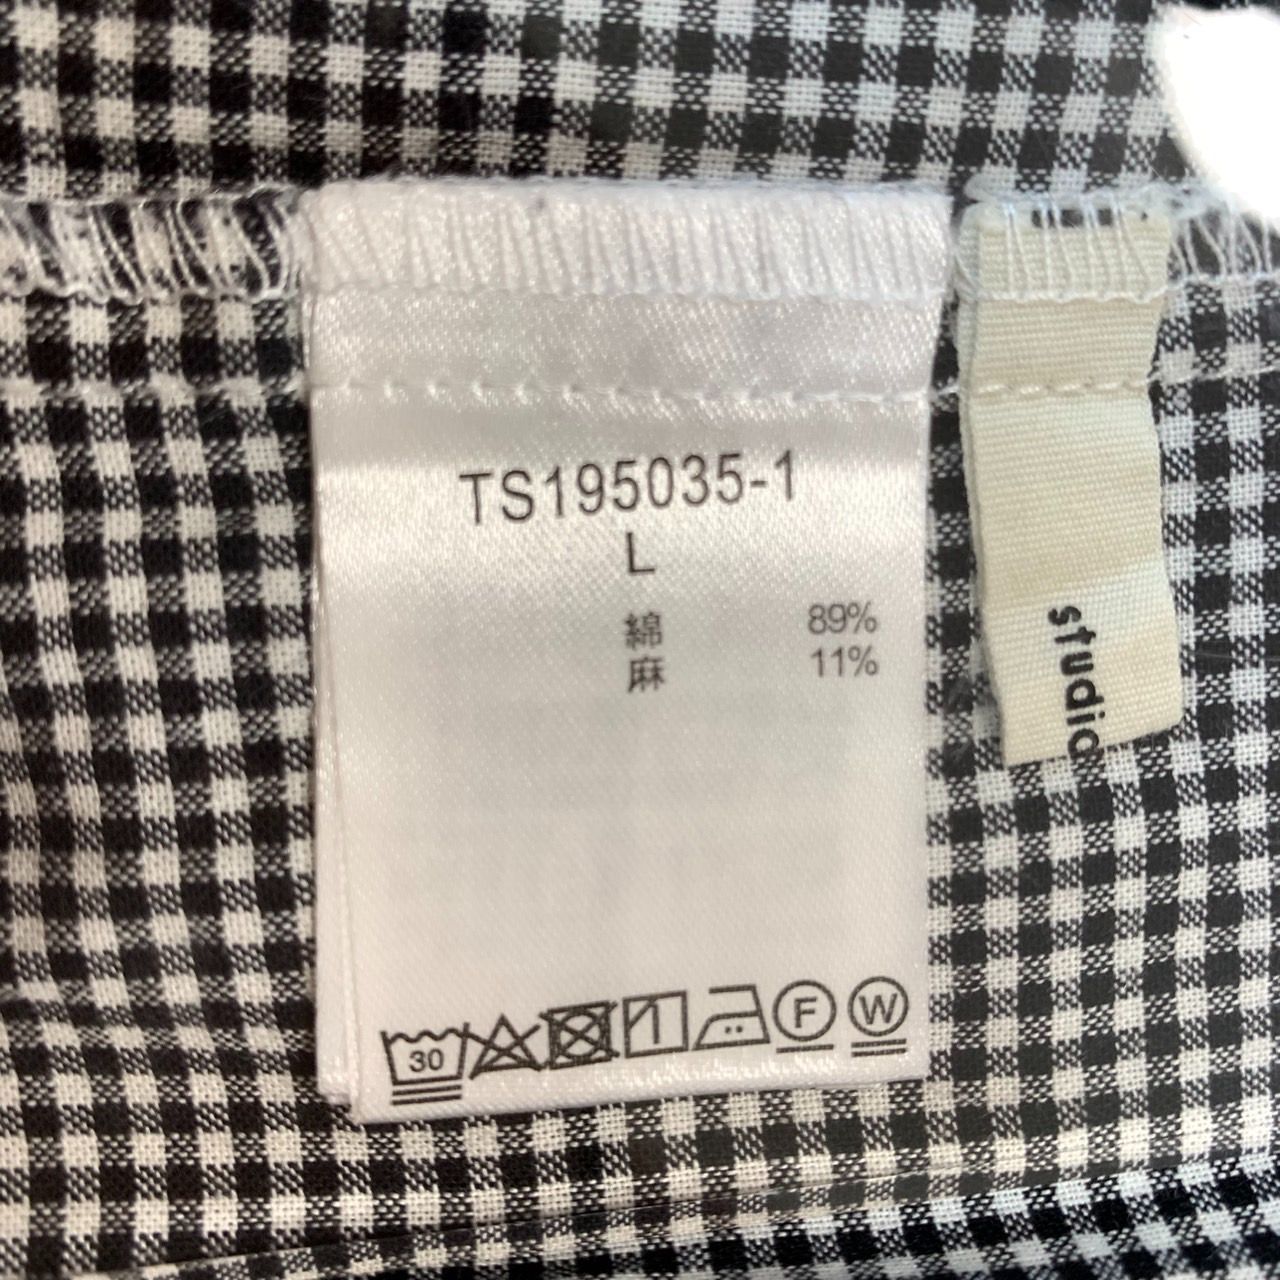 TS195035-1
L
綿 89%
麻 11%
30
F
W
studio